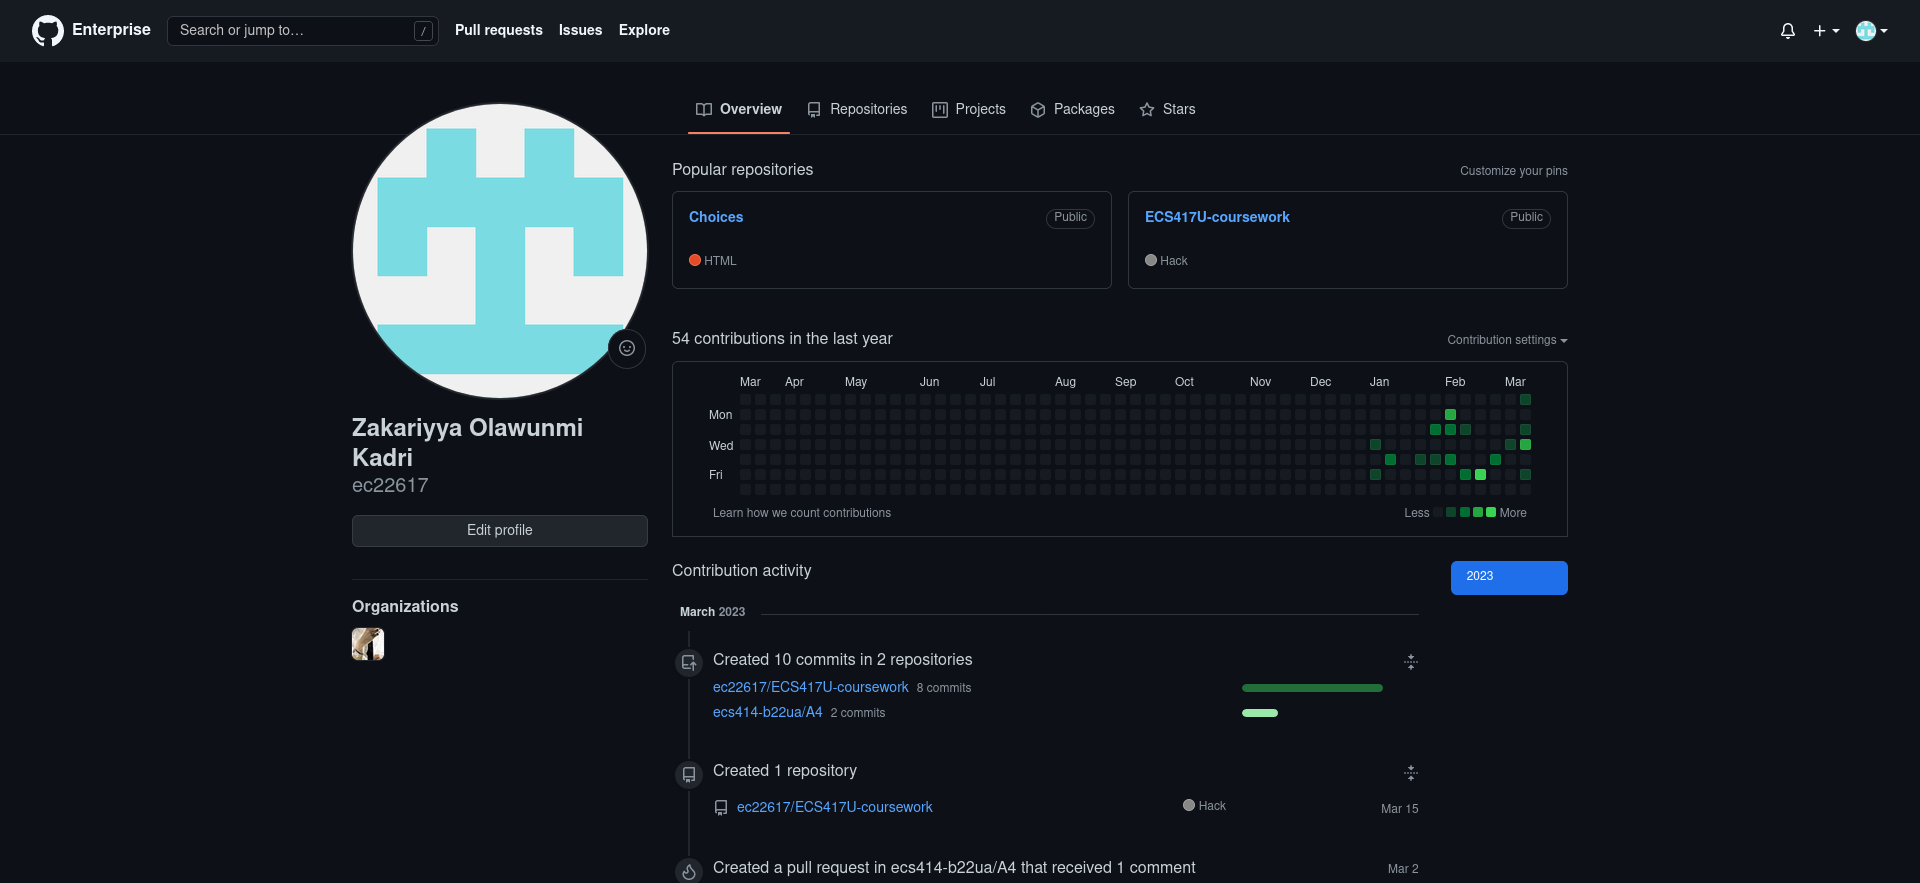 Enterprise
Search or jump to…
/
Pull requests
Issues
Explore
Overview
Repositories
Projects
Packages
Stars
Zakariyya Olawunmi
Kadri
ec22617
Edit profile
Organizations
Popular repositories
Customize your pins
Choices
Public
HTML
ECS417U-coursework
Public
Hack
54 contributions in the last year
Contribution settings
Mar Apr May Jun Jul Aug Sep Oct Nov Dec Jan Feb Mar
Mon
Wed
Fri
Learn how we count contributions
Less
More
Contribution activity
2023
March 2023
Created 10 commits in 2 repositories
ec22617/ECS417U-coursework 8 commits
ecs414-b22ua/A4 2 commits
Created 1 repository
ec22617/ECS417U-coursework
Hack
Mar 15
Created a pull request in ecs414-b22ua/A4 that received 1 comment
Mar 2